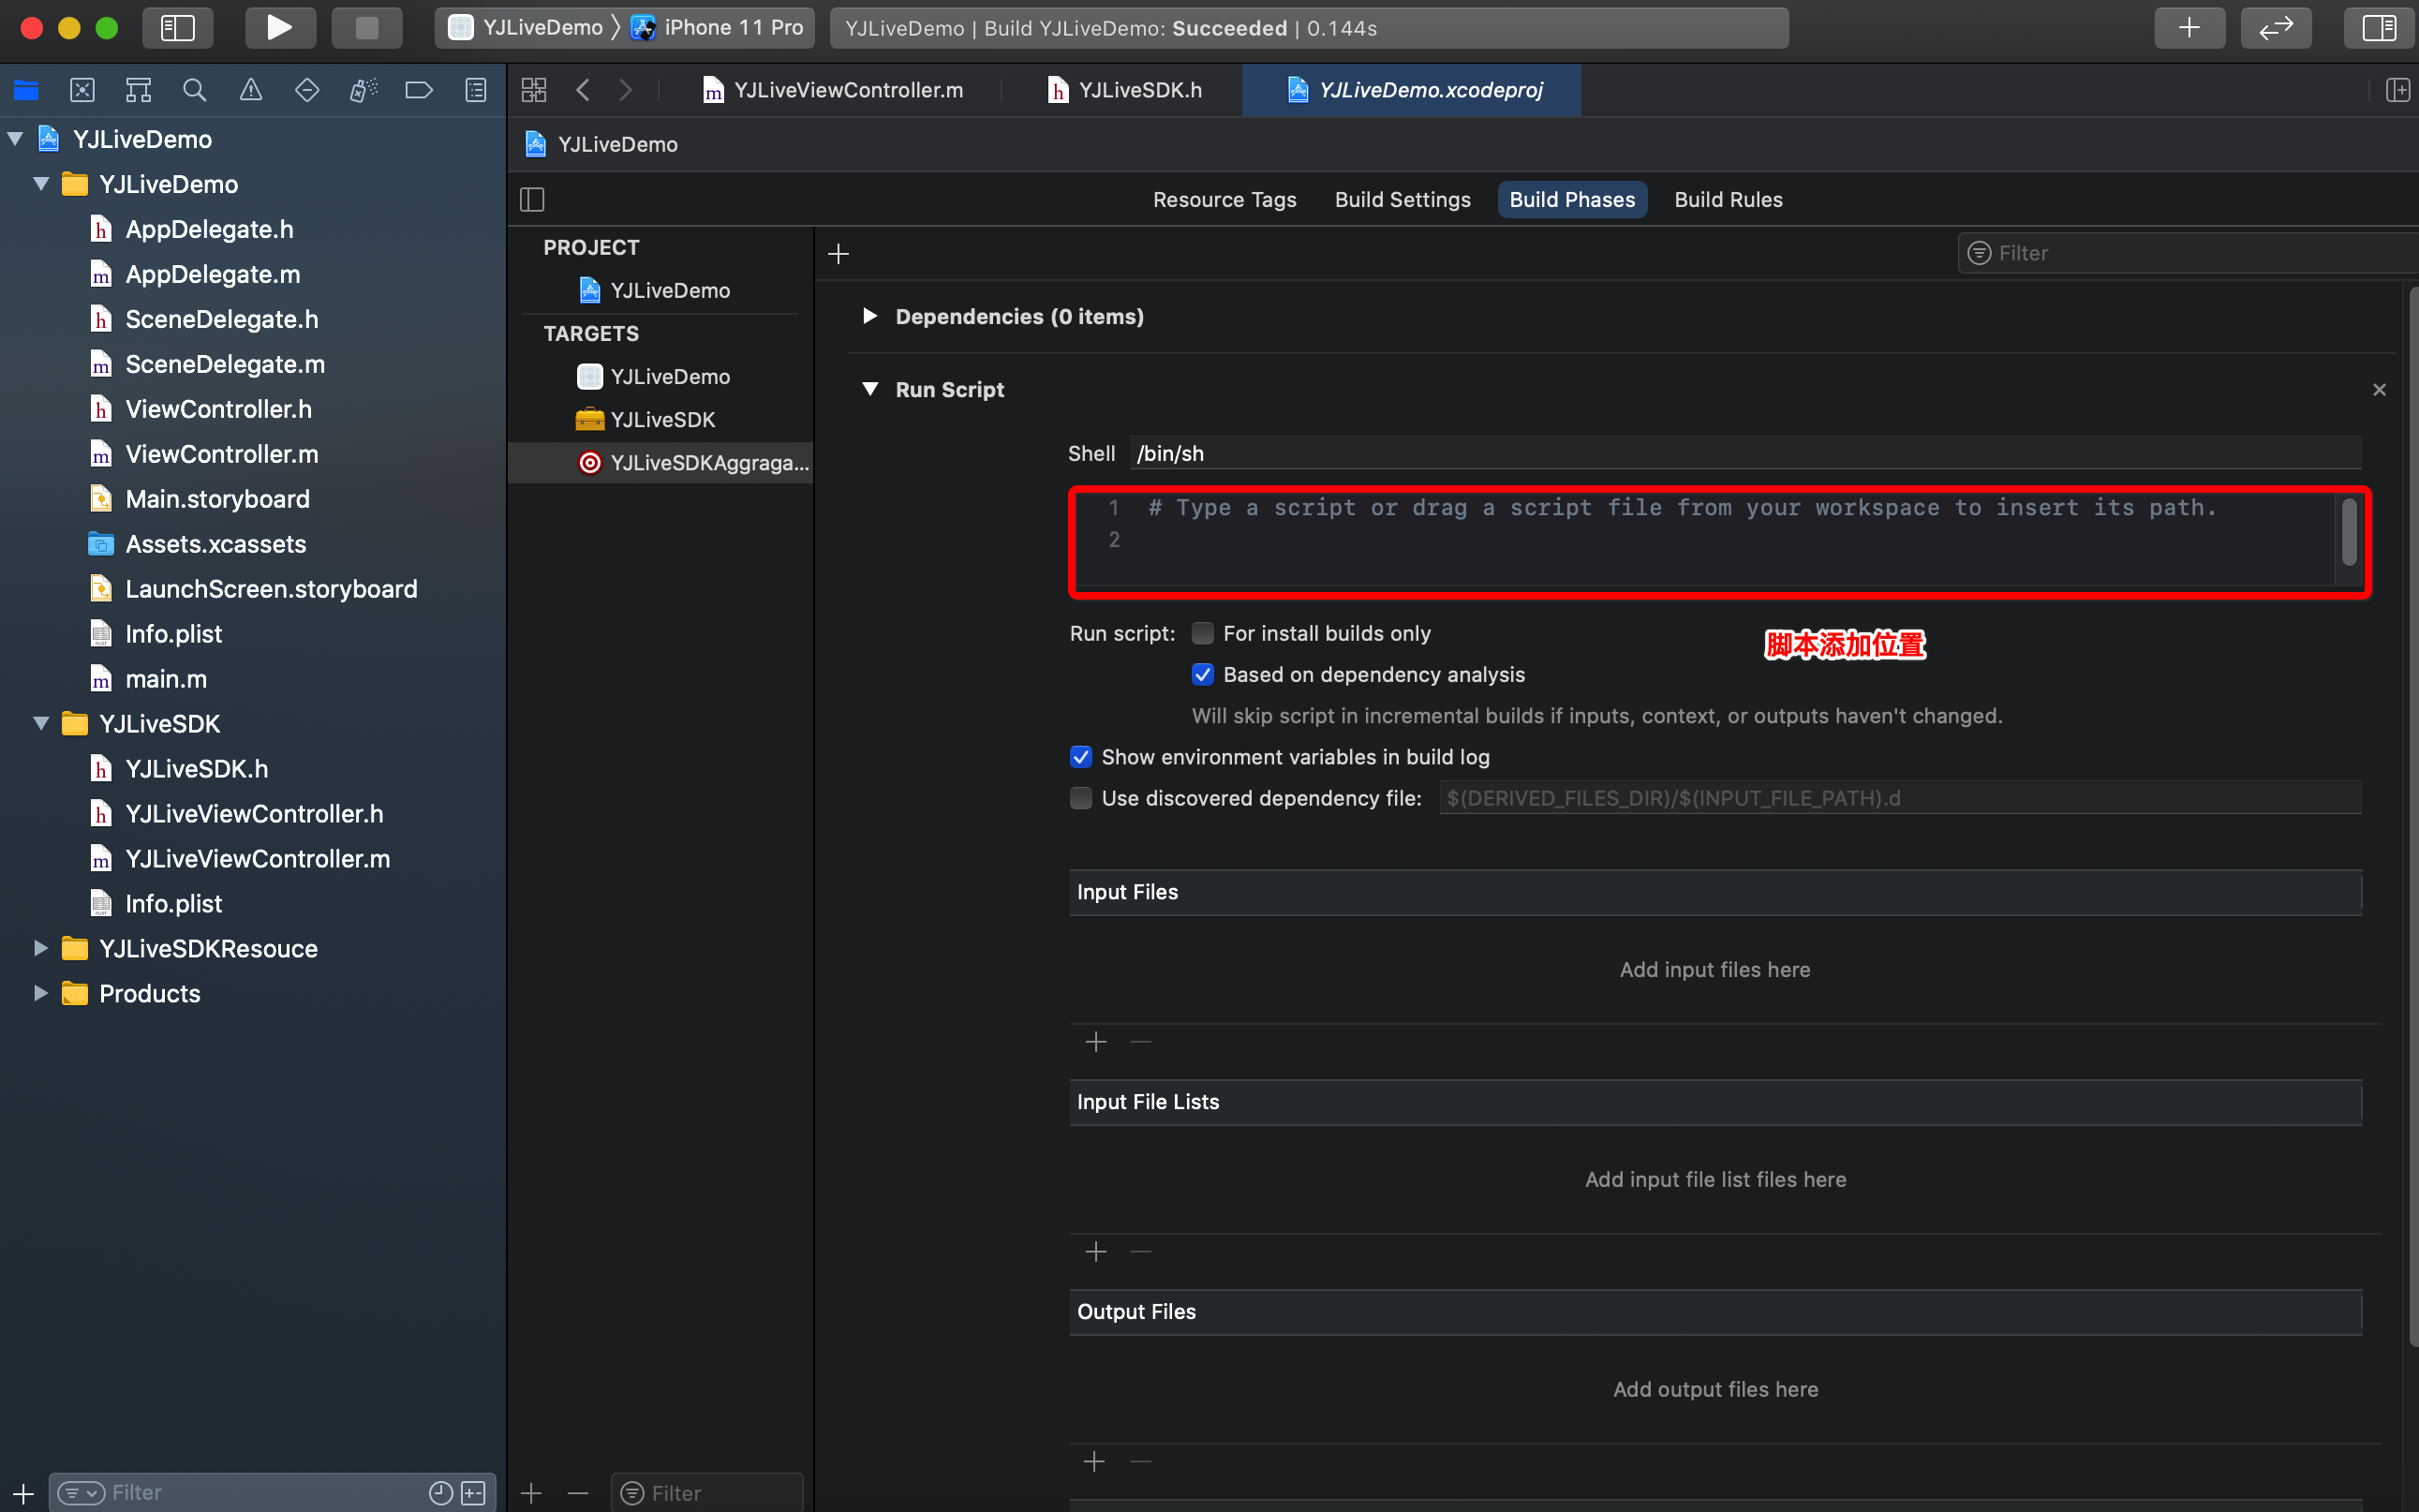 YJLiveDemo 〉 iPhone 11 Pro
YJLiveDemo | Build YJLiveDemo: Succeeded | 0.144s
YJLiveViewController.m
YJLiveSDK.h
YJLiveDemo.xcodeproj
YJLiveDemo
YJLiveDemo
AppDelegate.h
AppDelegate.m
SceneDelegate.h
SceneDelegate.m
ViewController.h
ViewController.m
Main.storyboard
Assets.xcassets
LaunchScreen.storyboard
Info.plist
main.m
YJLiveSDK
YJLiveSDK.h
YJLiveViewController.h
YJLiveViewController.m
Info.plist
YJLiveSDKResouce
Products
Filter
YJLiveDemo
Resource Tags
Build Settings
Build Phases
Build Rules
PROJECT
YJLiveDemo
TARGETS
YJLiveDemo
YJLiveSDK
YJLiveSDKAggraga...
Filter
Filter
Dependencies (0 items)
Run Script
Shell /bin/sh
1 # Type a script or drag a script file from your workspace to insert its path.
2
Run script: For install builds only
脚本添加位置
Based on dependency analysis
Will skip script in incremental builds if inputs, context, or outputs haven't changed.
Show environment variables in build log
Use discovered dependency file: $(DERIVED_FILES_DIR)/$(INPUT_FILE_PATH).d
Input Files
Add input files here
Input File Lists
Add input file list files here
Output Files
Add output files here